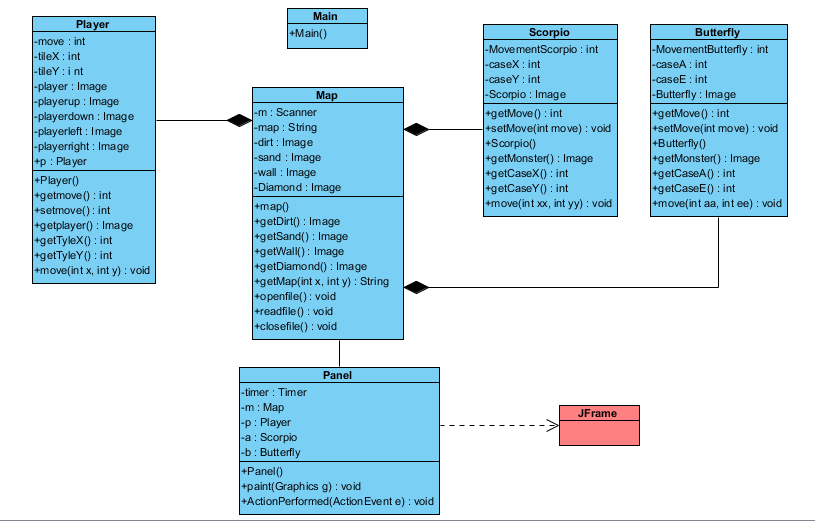 Player
-move : int
-tileX : int
-tileY : i nt
-player : Image
-playerup : Image
-playerdown : Image
-playerleft : Image
-playerright : Image
+p : Player
+Player()
+getmove() : int
+setmove() : int
+getplayer() : Image
+getTyleX() : int
+getTyleY() : int
+move(int x, int y) : void
Main
+Main()
Map
-m : Scanner
-map : String
-dirt : Image
-sand : Image
-wall : Image
-Diamond : Image
+map()
+getDirt() : Image
+getSand() : Image
+getWall() : Image
+getDiamond() : Image
+getMap(int x, int y) : String
+openfile() : void
+readfile() : void
+closefile() : void
Scorpio
-MovementScorpio : int
-caseX : int
-caseY : int
-Scorpio : Image
+getMove() : int
+setMove(int move) : void
+Scorpio()
+getMonster() : Image
+getCaseX() : int
+getCaseY() : int
+move(int xx, int yy) : void
Butterfly
-MovementButterfly : int
-caseA : int
-caseE : int
-Butterfly : Image
+getMove() : int
+setMove(int move) : void
+Butterfly()
+getMonster() : Image
+getCaseA() : int
+getCaseE() : int
+move(int aa, int ee) : void
Panel
-timer : Timer
-m : Map
-p : Player
-a : Scorpio
-b : Butterfly
+Panel()
+paint(Graphics g) : void
+ActionPerformed(ActionEvent e) : void
JFrame